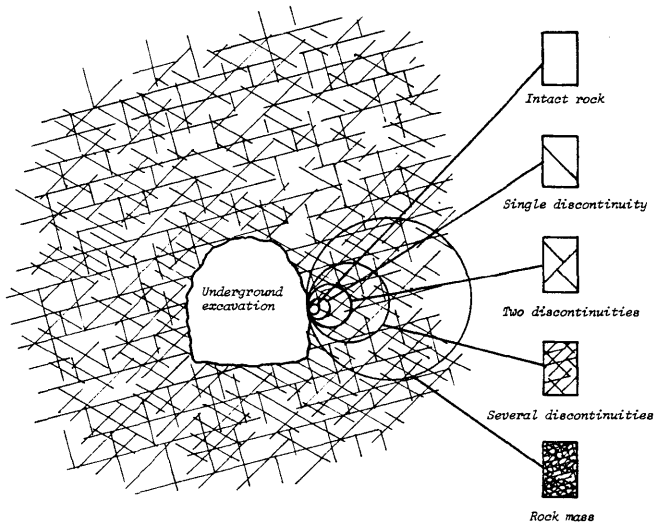 Intact rock
Single discontinuity
Underground
excavation
Two discontinuities
Several discontinuities
Rock mass